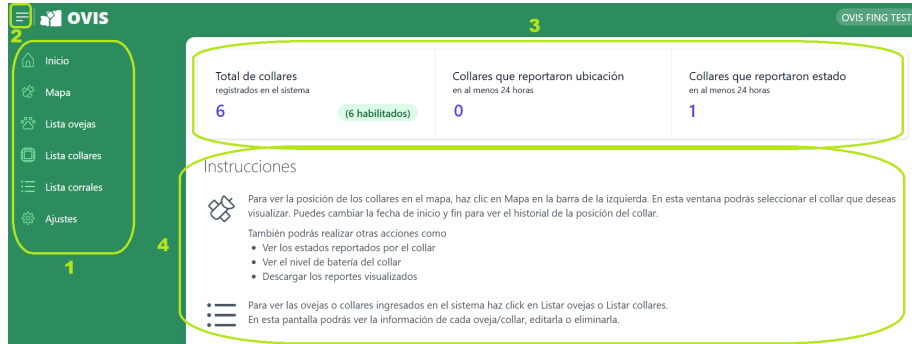 OVIS
OVIS FING TEST
2
3
Inicio
Mapa
Lista ovejas
Lista collares
Lista corrales
Ajustes
1
Total de collares
registrados en el sistema
6
(6 habilitados)
Collares que reportaron ubicación
en al menos 24 horas
0
Collares que reportaron estado
en al menos 24 horas
1
Instrucciones
Para ver la posición de los collares en el mapa, haz clic en Mapa en la barra de la izquierda. En esta ventana podrás seleccionar el collar que deseas
visualizar. Puedes cambiar la fecha de inicio y fin para ver el historial de la posición del collar.
También podrás realizar otras acciones como
• Ver los estados reportados por el collar
• Ver el nivel de batería del collar
• Descargar los reportes visualizados
4
Para ver las ovejas o collares ingresados en el sistema haz click en Listar ovejas o Listar collares.
En esta pantalla podrás ver la información de cada oveja/collar, editarla o eliminarla.